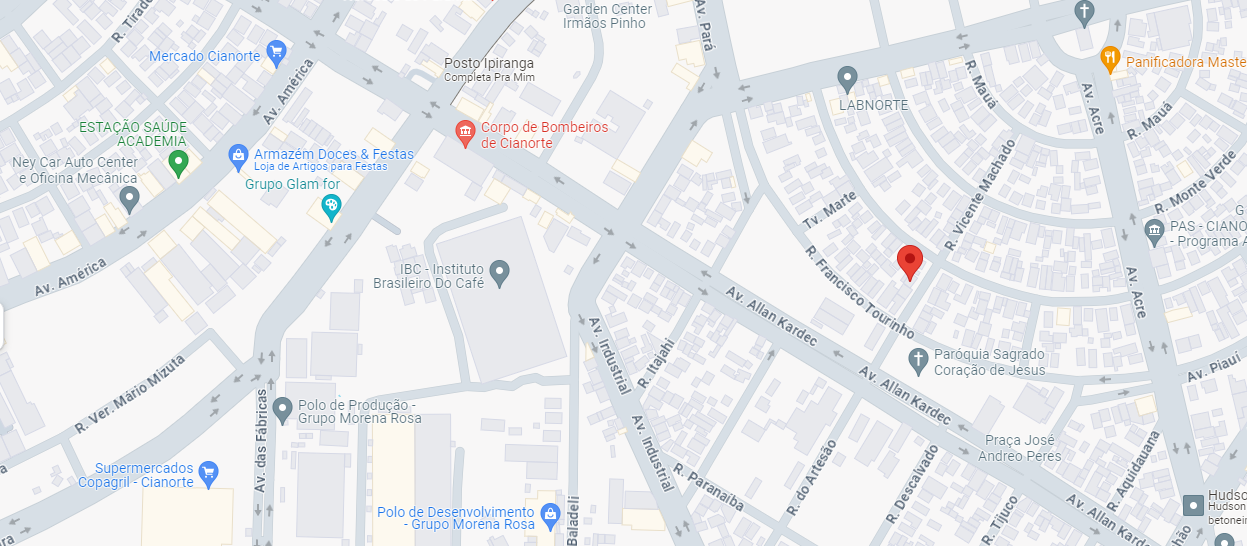 R. Tirade
Garden Center
Irmãos Pinho
Av. Pará
Mercado Cianorte
Posto Ipiranga
Completa Pra Mim
Panificadora Maste
R. Mauá
Av. América
LABNORTE
Av. Acre
R. Mauá
ESTAÇÃO SAÚDE
ACADEMIA
Corpo de Bombeiros
de Cianorte
Ney Car Auto Center
e Oficina Mecânica
Armazém Doces & Festas
Loja de Artigos para Festas
Grupo Glam for
R. Vicente Machado
R. Monte Verde
Tv. Marte
G
PAS - CIANO
- Programa A
Av. América
IBC - Instituto
Brasileiro Do Café
R. Francisco Tourinho
Av. Acre
Av. Allan Kardec
Av. Industrial
R. Itajahi
Paróquia Sagrado
Coração de Jesus
Av. Piauí
R. Ver. Mário Mizuta
Av. Allan Kardec
Polo de Produção -
Grupo Morena Rosa
Av. das Fábricas
Av. Industrial
Praça José
Andreo Peres
R. Aquidauana
Supermercados
Copagril - Cianorte
R. Paranaíba
R. do Artesão
R. Descalvado
R. Tijuco
Av. Allan Kardec
Hudso
Hudson
betonei
Polo de Desenvolvimento
- Grupo Morena Rosa
Baladeli